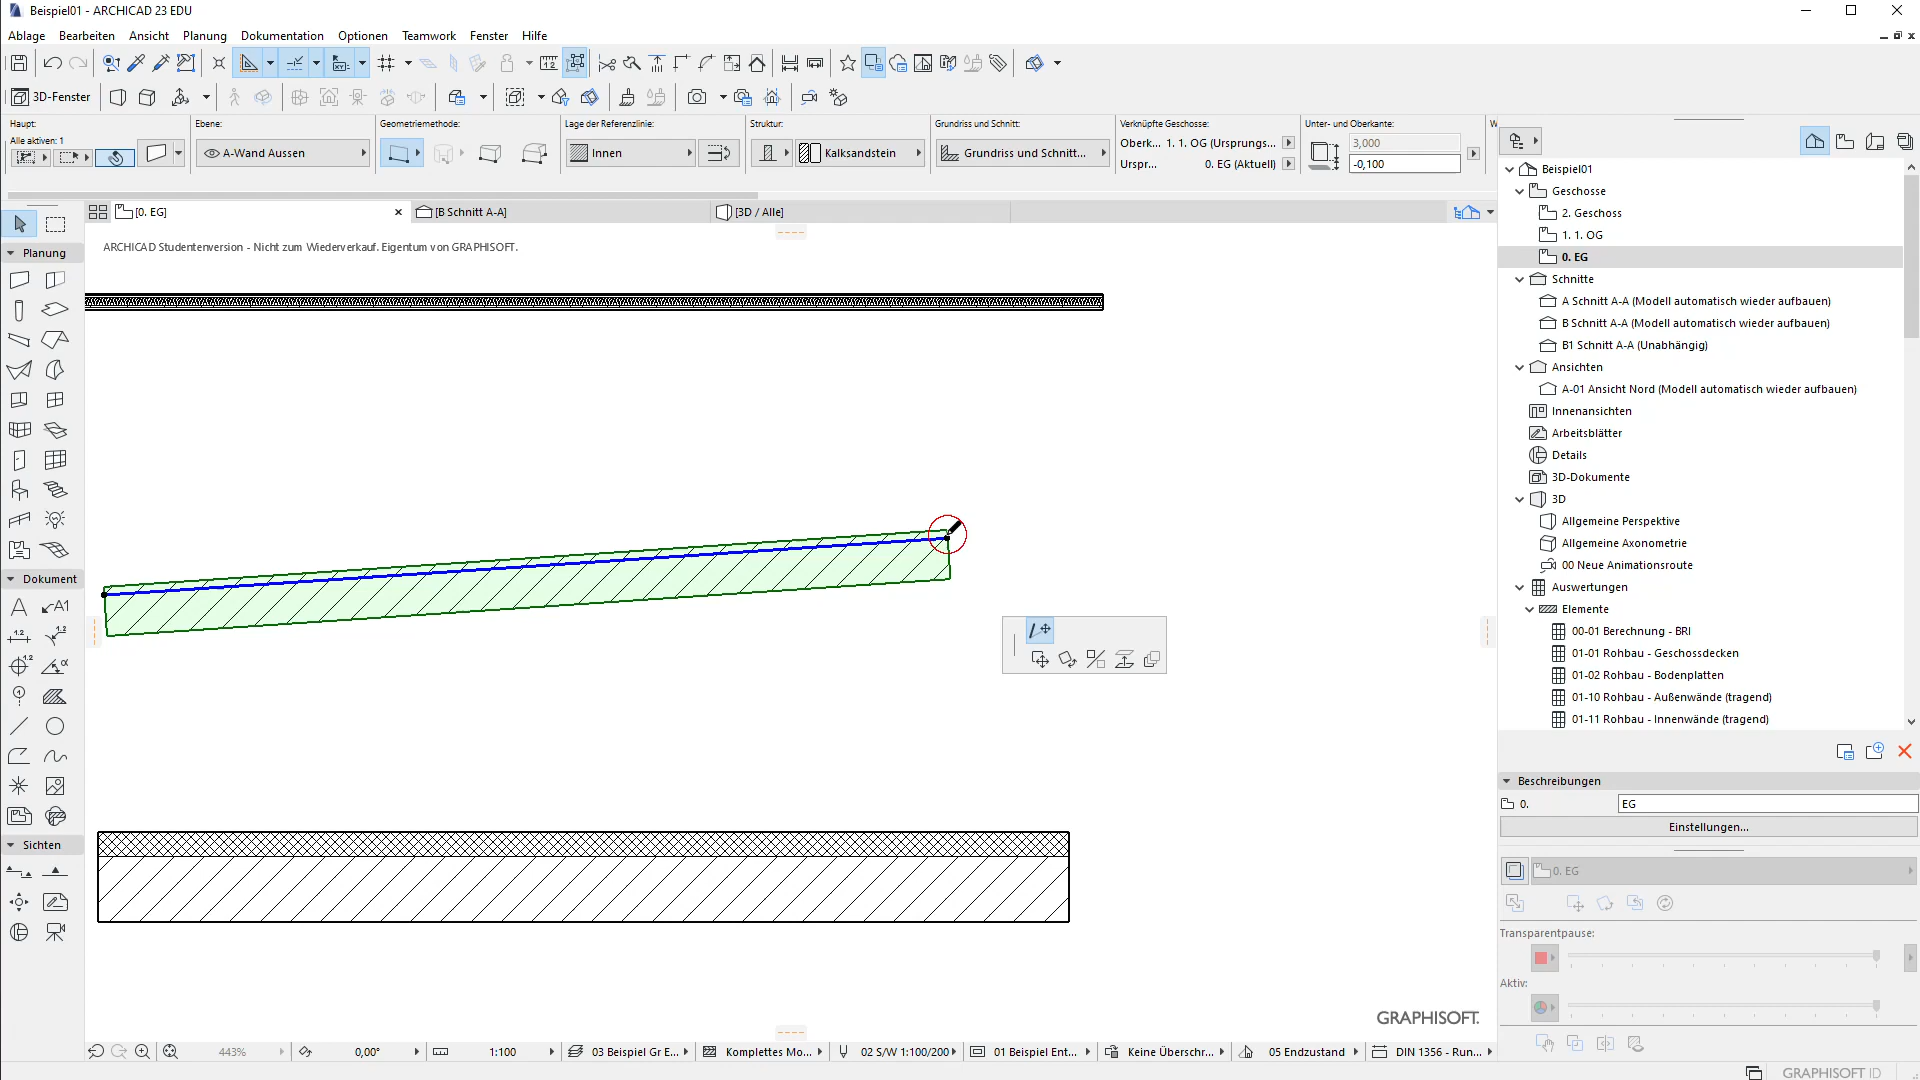 Beispiel01 - ARCHICAD 23 EDU
Ablage Bearbeiten Ansicht Planung Dokumentation Optionen Teamwork Fenster Hilfe
3D-Fenster
Haupt:
Alle aktiven: 1
Ebene:
A-Wand Aussen
Geometriemethode:
Lage der Referenzlinie:
Innen
Struktur:
Kalksandstein
Grundriss und Schnitt:
Grundriss und Schnitt...
Verknüpfte Geschosse:
Oberk... 1. 1. OG (Ursprungs...
Urspr... 0. EG (Aktuell)
Unter- und Oberkante:
3,000
-0,100
W
[0. EG]
[B Schnitt A-A]
[3D / Alle]
ARCHICAD Studentenversion - Nicht zum Wiederverkauf. Eigentum von GRAPHISOFT.
Planung
Dokument
Sichten
Beispiel01
Geschosse
2. Geschoss
1. 1. OG
0. EG
Schnitte
A Schnitt A-A (Modell automatisch wieder aufbauen)
B Schnitt A-A (Modell automatisch wieder aufbauen)
B1 Schnitt A-A (Unabhängig)
Ansichten
A-01 Ansicht Nord (Modell automatisch wieder aufbauen)
Innenansichten
Arbeitsblätter
Details
3D-Dokumente
3D
Allgemeine Perspektive
Allgemeine Axonometrie
00 Neue Animationsroute
Auswertungen
Elemente
00-01 Berechnung - BRI
01-01 Rohbau - Geschossdecken
01-02 Rohbau - Bodenplatten
01-10 Rohbau - Außenwände (tragend)
01-11 Rohbau - Innenwände (tragend)
Beschreibungen
0. EG
Einstellungen...
0. EG
Transparentpause:
Aktiv:
GRAPHISOFT.
443% 0,00° 1:100 03 Beispiel Gr E... Komplettes Mo... 02 S/W 1:100/200 01 Beispiel Ent... Keine Überschr... 05 Endzustand DIN 1356 - Run...
GRAPHISOFT ID